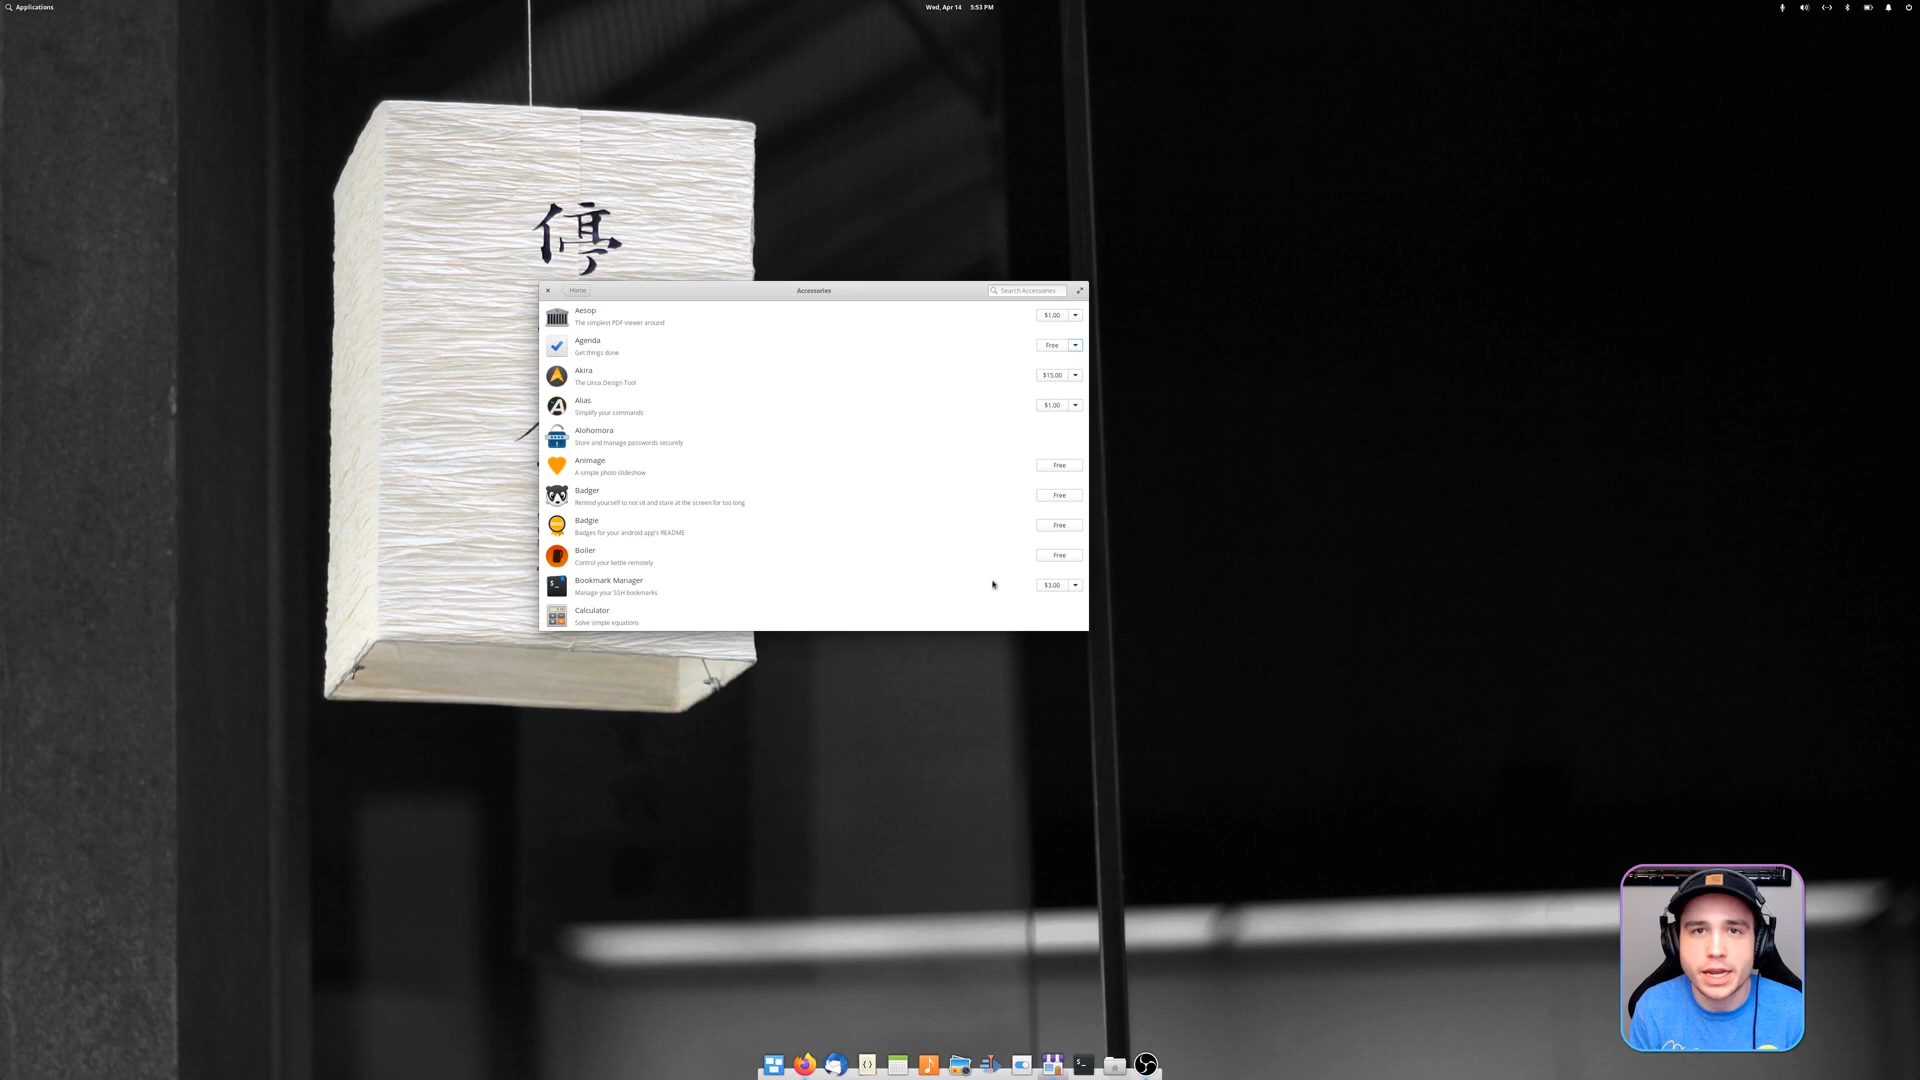 Applications
Wed, Apr 14 5:53 PM
停
Home
Accessories
Search Accessories
Aesop
The simplest PDF viewer around
$1.00
Agenda
Get things done
Free
Akira
The Linux Design Tool
$15.00
Alias
Simplify your commands
$1.00
Alohomora
Store and manage passwords securely
Animage
A simple photo slideshow
Free
Badger
Remind yourself to not sit and stare at the screen for too long
Free
Badgie
Badges for your android app's README
Free
Boiler
Control your kettle remotely
Free
Bookmark Manager
Manage your SSH bookmarks
$3.00
Calculator
Solve simple equations